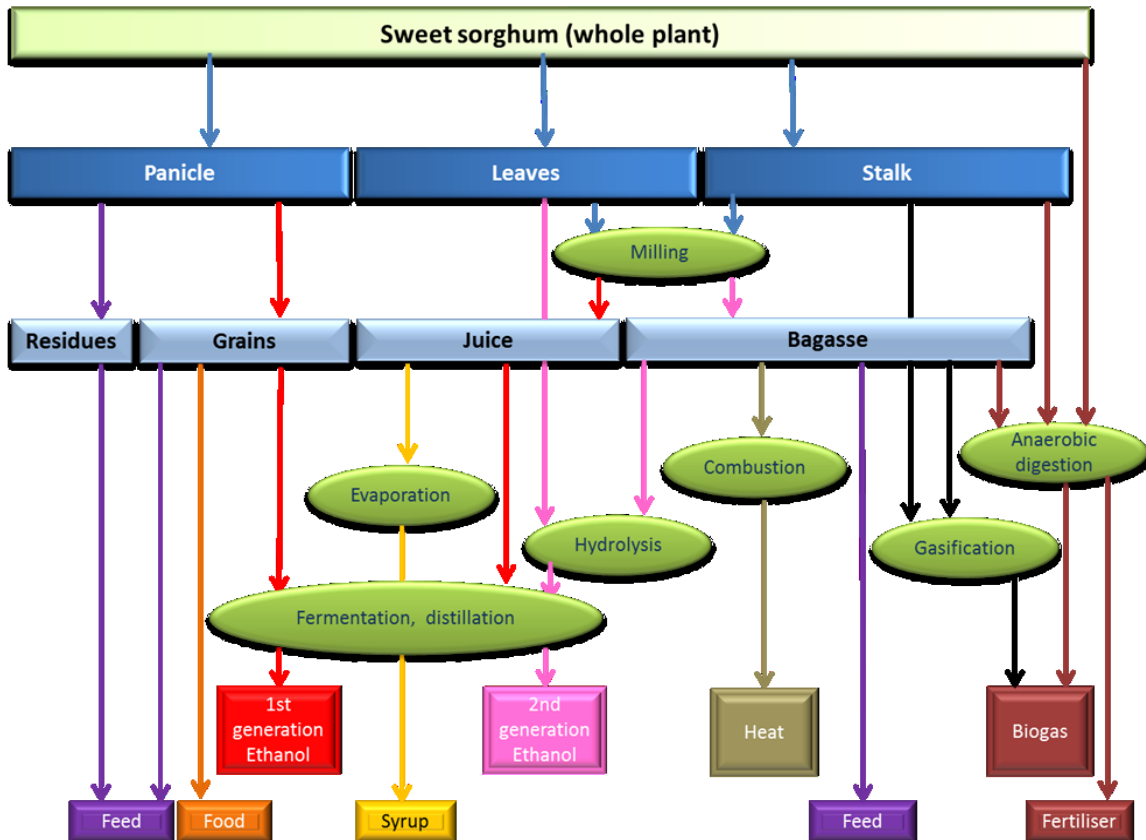 Sweet sorghum (whole plant)
Panicle
Leaves
Stalk
Milling
Residues
Grains
Juice
Bagasse
Evaporation
Combustion
Anaerobic
digestion
Hydrolysis
Gasification
Fermentation, distillation
1st
generation
Ethanol
2nd
generation
Ethanol
Heat
Biogas
Feed
Food
Syrup
Feed
Fertiliser